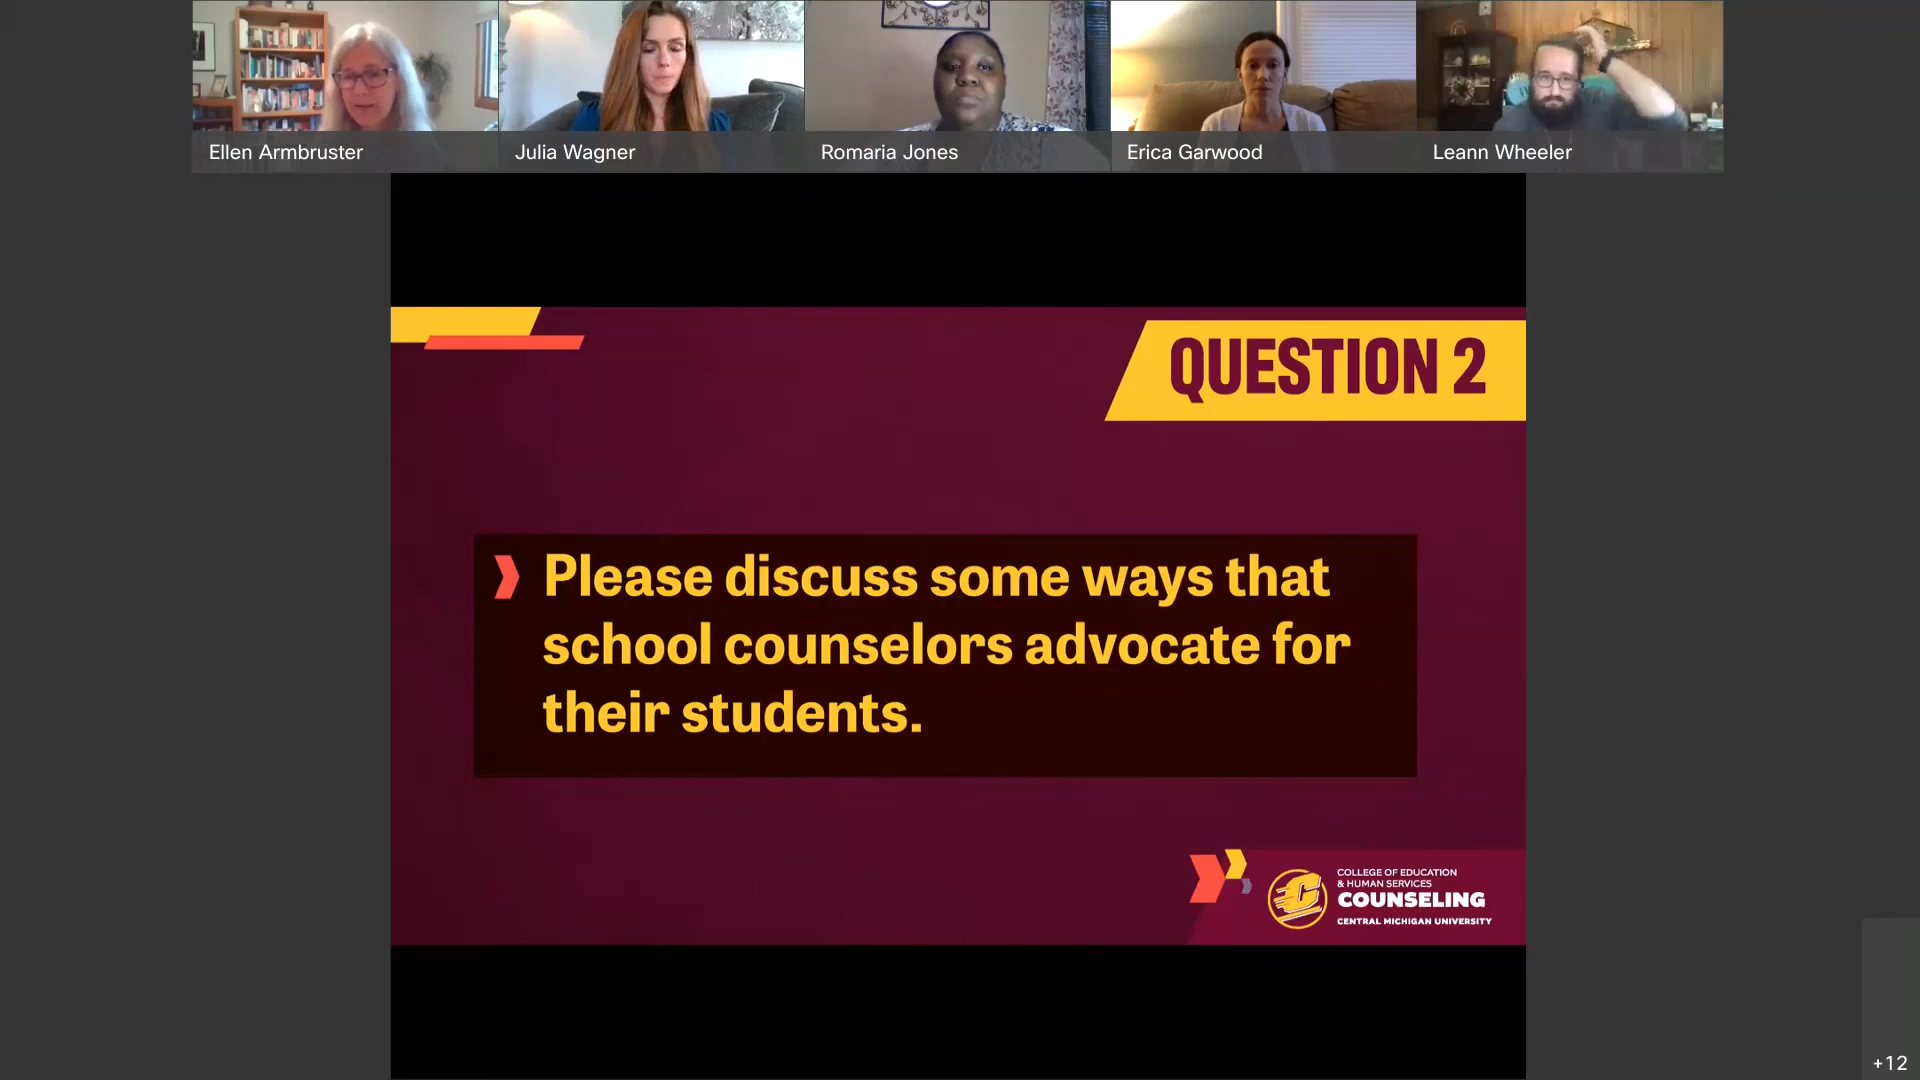 Ellen Armbruster
Julia Wagner
Romaria Jones
Erica Garwood
Leann Wheeler
QUESTION 2
Please discuss some ways that
school counselors advocate for
their students.
COLLEGE OF EDUCATION
& HUMAN SERVICES
COUNSELING
CENTRAL MICHIGAN UNIVERSITY
+12